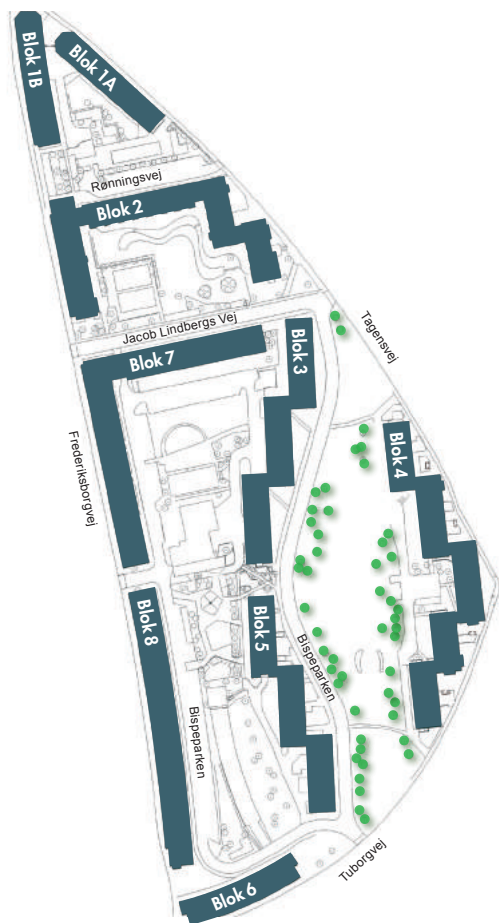 Blok 1B
Blok 1A
Rønningsvej
Blok 2
Jacob Lindbergs Vej
Tagensvej
Blok 7
Blok 3
Frederiksborgvej
Blok 4
Blok 8
Blok 5
Bispeparken
Bispeparken
Blok 6
Tuborgvej